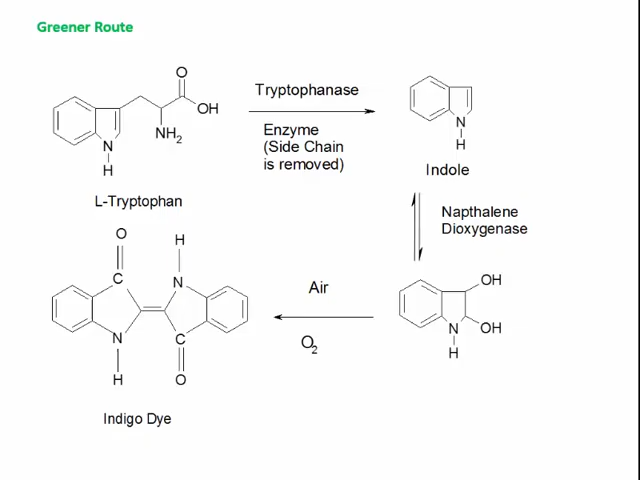 Greener Route
O
OH
NH2
N
H
L-Tryptophan
Tryptophanase
Enzyme
(Side Chain
is removed)
N
H
Indole
Napthalene
Dioxygenase
OH
OH
N
H
Air
O2
O
H
C
N
N
C
H
O
Indigo Dye